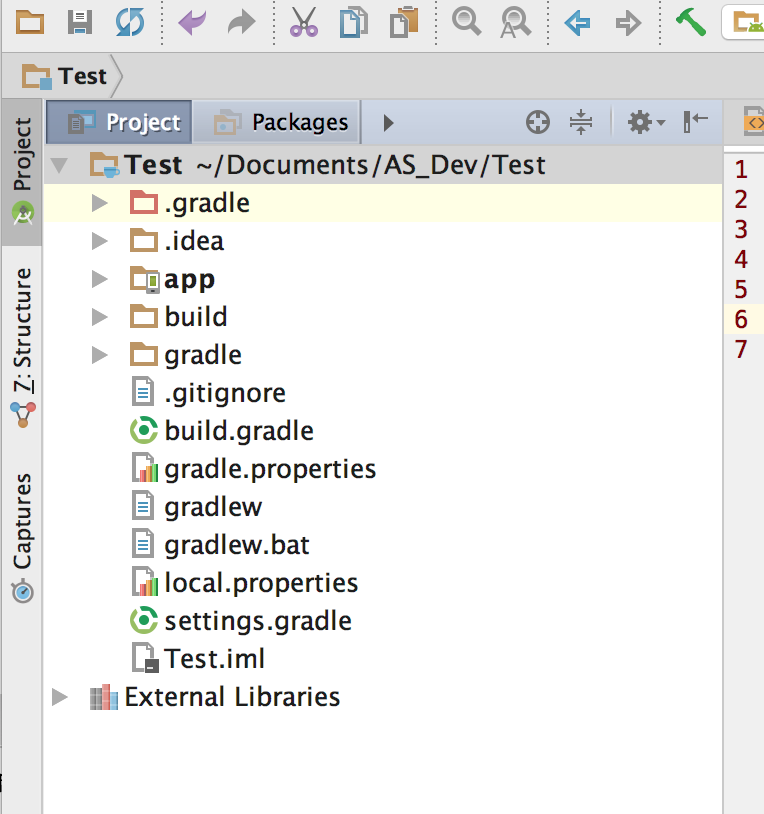 Test
Project
Packages
Test ~/Documents/AS_Dev/Test
.gradle
.idea
app
build
gradle
.gitignore
build.gradle
gradle.properties
gradlew
gradlew.bat
local.properties
settings.gradle
Test.iml
External Libraries
Project
7: Structure
Captures
1
2
3
4
5
6
7